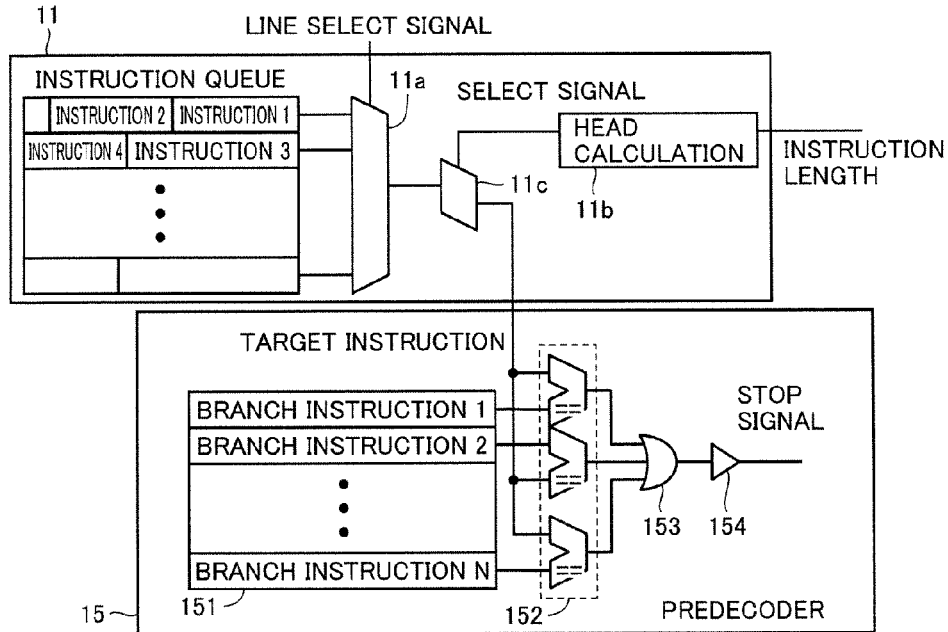 11
LINE SELECT SIGNAL
INSTRUCTION QUEUE
11a
SELECT SIGNAL
INSTRUCTION 2
INSTRUCTION 1
INSTRUCTION 4
INSTRUCTION 3
HEAD
CALCULATION
INSTRUCTION
LENGTH
11c
11b
TARGET INSTRUCTION
BRANCH INSTRUCTION 1
BRANCH INSTRUCTION 2
BRANCH INSTRUCTION N
==
==
==
STOP
SIGNAL
153
154
15
151
152
PREDECODER